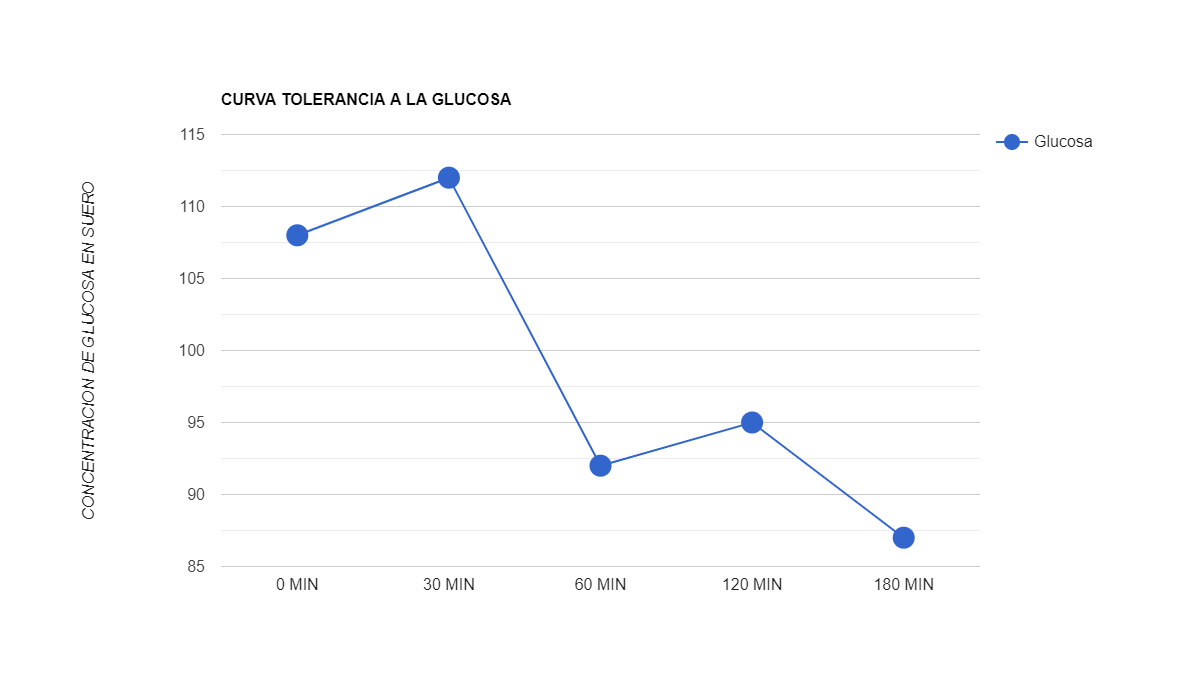 CURVA TOLERANCIA A LA GLUCOSA
Glucosa
CONCENTRACION DE GLUCOSA EN SUERO
115
110
105
100
95
90
85
0 MIN
30 MIN
60 MIN
120 MIN
180 MIN